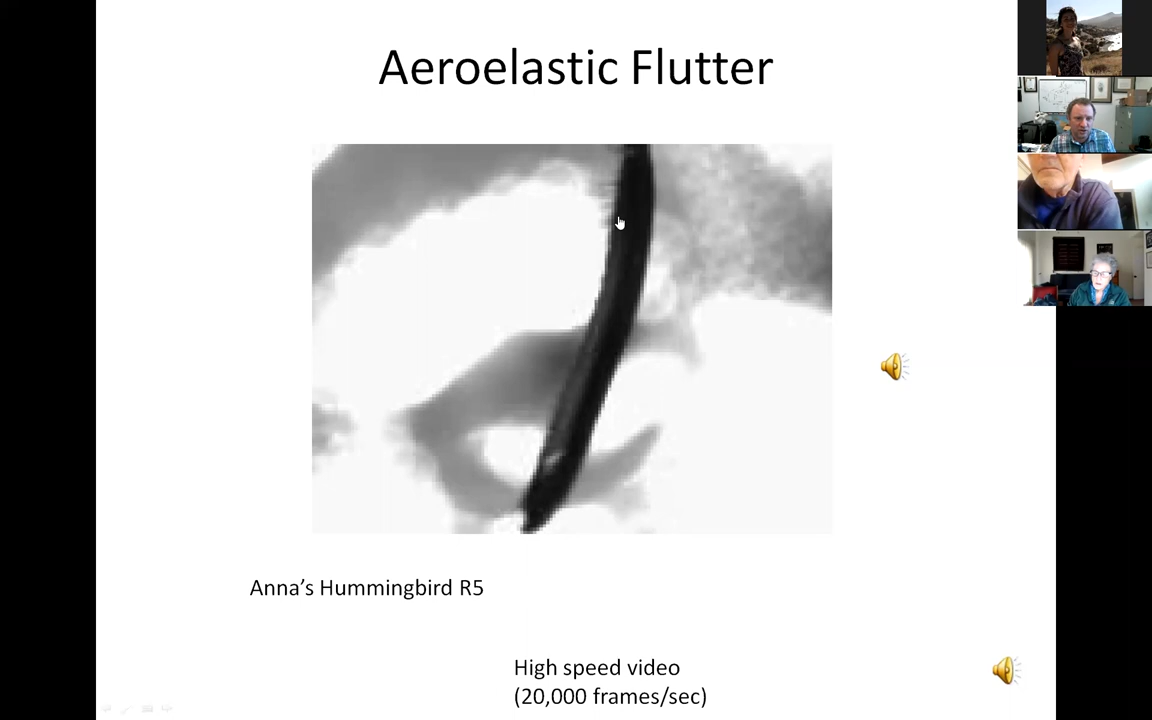 Aeroelastic Flutter
Anna’s Hummingbird R5
High speed video
(20,000 frames/sec)